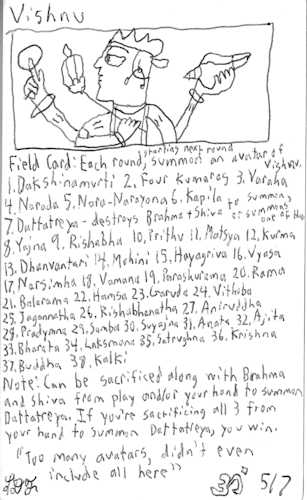 Vishnu
starting next round
Field Card: Each round, summon an avatar of Vishnu.
1. Dakshinamurti 2. Four Kumaras 3. Varaha
4. Narada 5. Nara-Narayana 6. Kapila
7. Dattatreya - destroys Brahma + Shiva to summon, or summon one of the
8. Yajna 9. Rishabha 10. Prithu 11. Matsya 12. Kurma
13. Dhanvantari 14. Mohini 15. Hayagriva 16. Vyasa
17. Narsimha 18. Vamana 19. Parashurama 20. Rama
21. Balarama 22. Hamsa 23. Garuda 24. Vithoba
25. Jagannatha 26. Rishabhanatha 27. Aniruddha
28. Pradymna 29. Samba 30. Suyajna 31. Anata 32. Ajita
33. Bharata 34. Laksmana 35. Satrughna 36. Krishna
37. Buddha 38. Kalki
Note: Can be sacrificed along with Brahma
and Shiva from play and/or your hand to summon
Dattatreya. If you're sacrificing all 3 from
your hand to summon Dattatreya, you win.
"Too many avatars, didn't even
include all here"
5/7